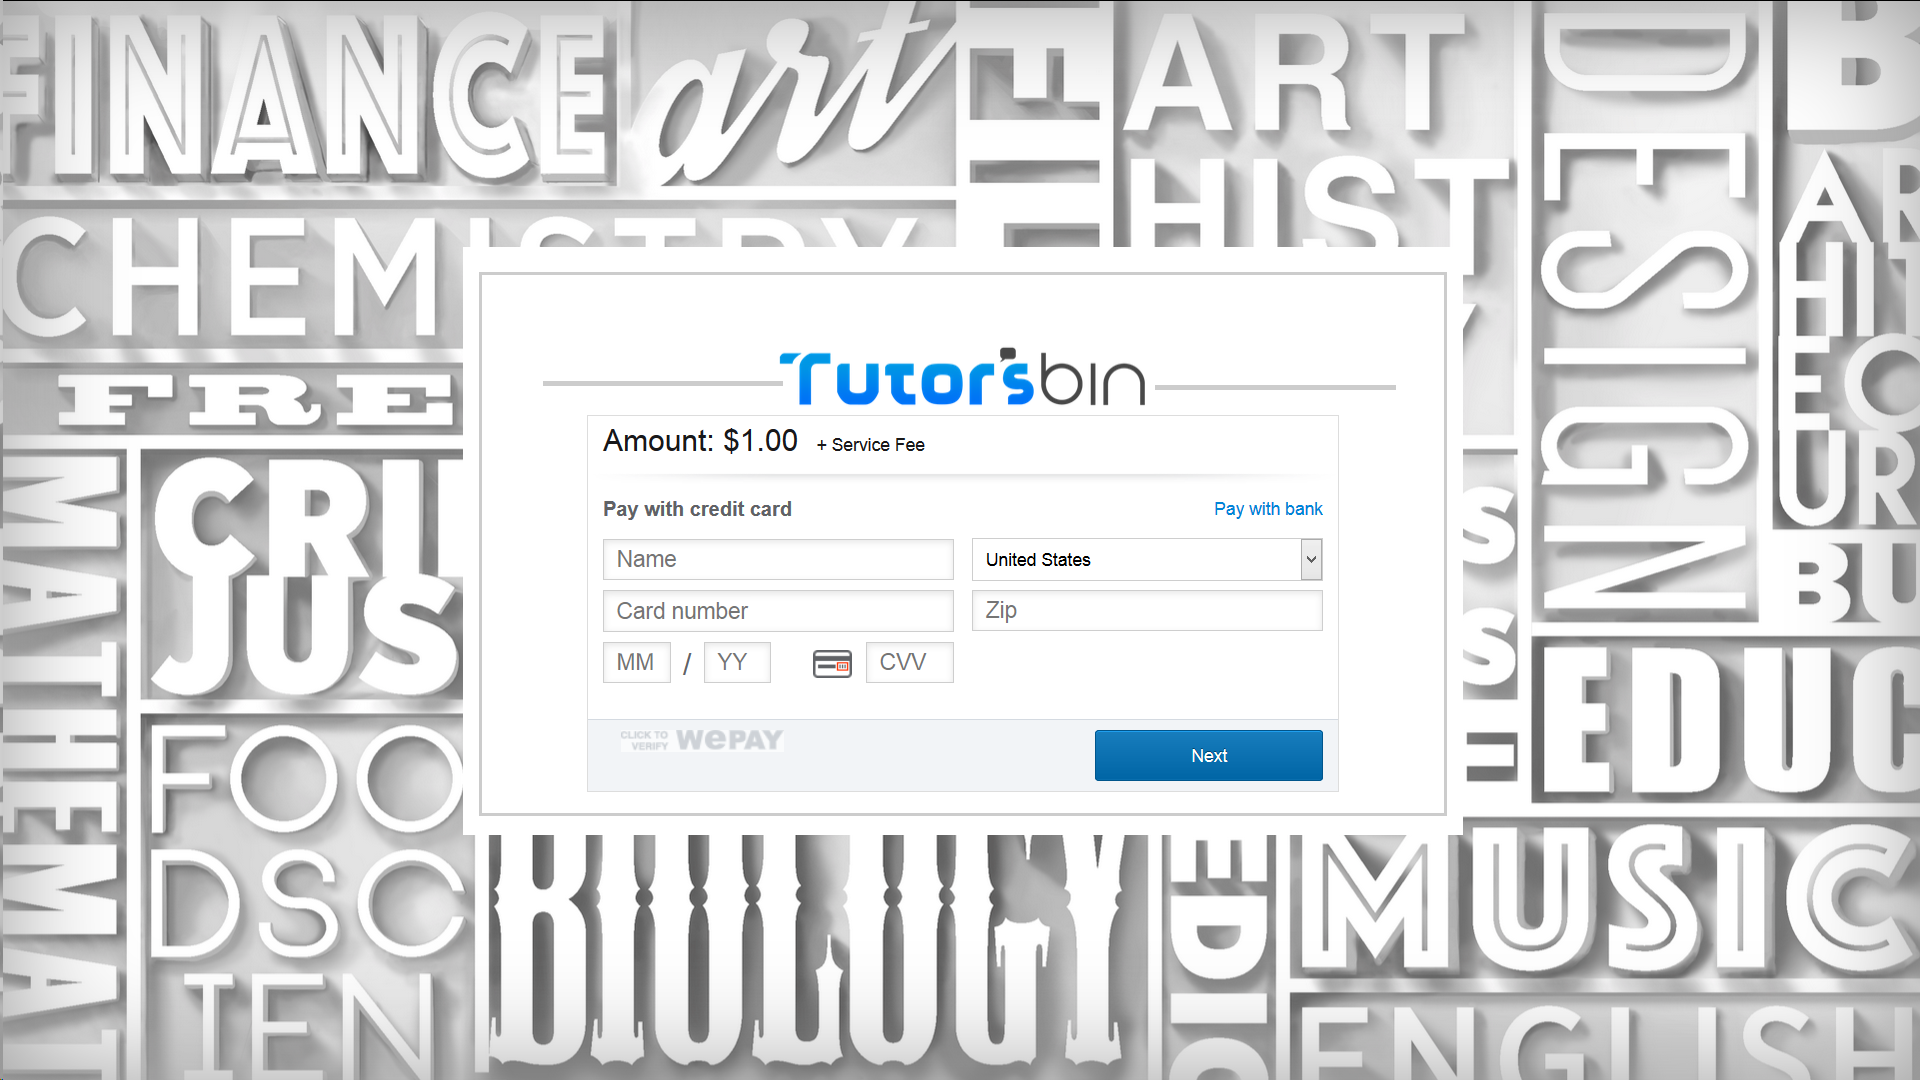 FINANCE
art
ART
HIST
DESIGN
CHEMISTRY
FRE
MATHEMAT
CRI
JUS
Tutorsbin
Amount: $1.00 + Service Fee
Pay with credit card
Pay with bank
Name
United States
Card number
Zip
MM / YY
CVV
CLICK TO
VERIFY
WEPAY
Next
BU
EDUC
FOO
DSC
IEN
BIOLOGY
EDIC
MUSIC
ENGLISH